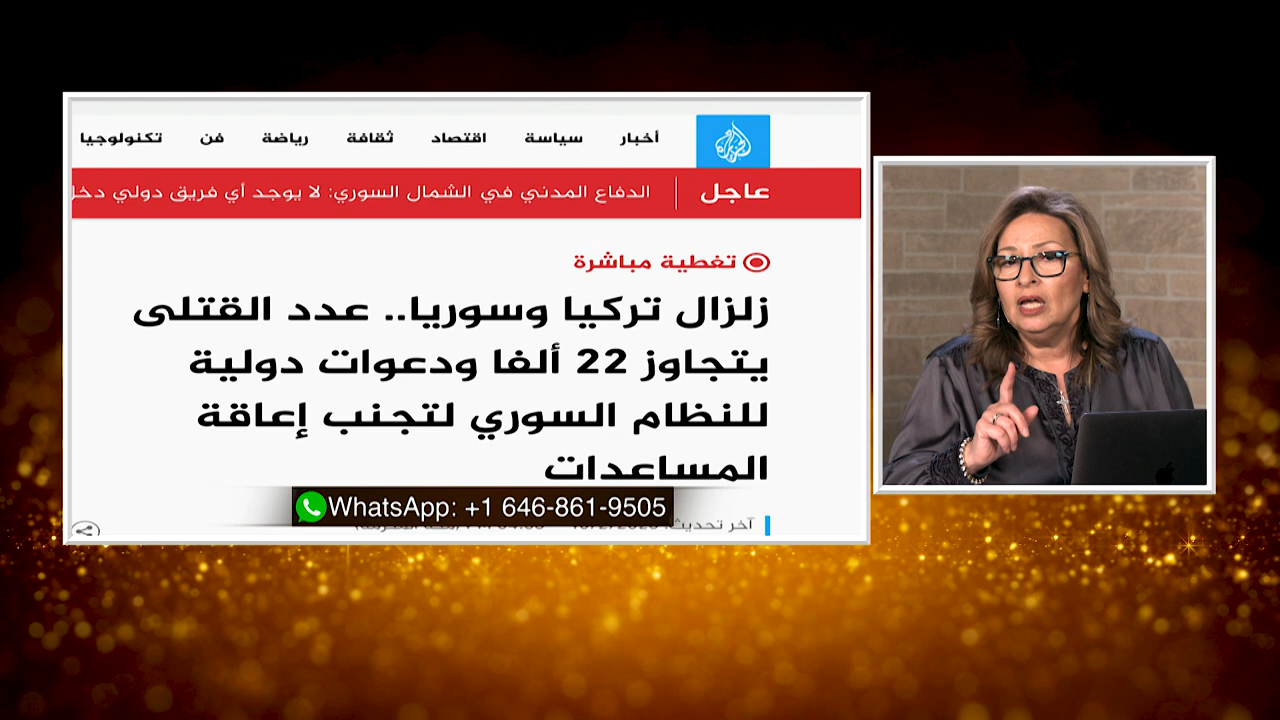 أخبار سياسة اقتصاد ثقافة رياضة فن تكنولوجيا
عاجل الدفاع المدني في الشمال السوري: لا يوجد أي فريق دولي دخل
تغطية مباشرة
زلزال تركيا وسوريا.. عدد القتلى
يتجاوز 22 ألفا ودعوات دولية
للنظام السوري لتجنب إعاقة
المساعدات
WhatsApp: +1 646-861-9505
آخر تحديث: